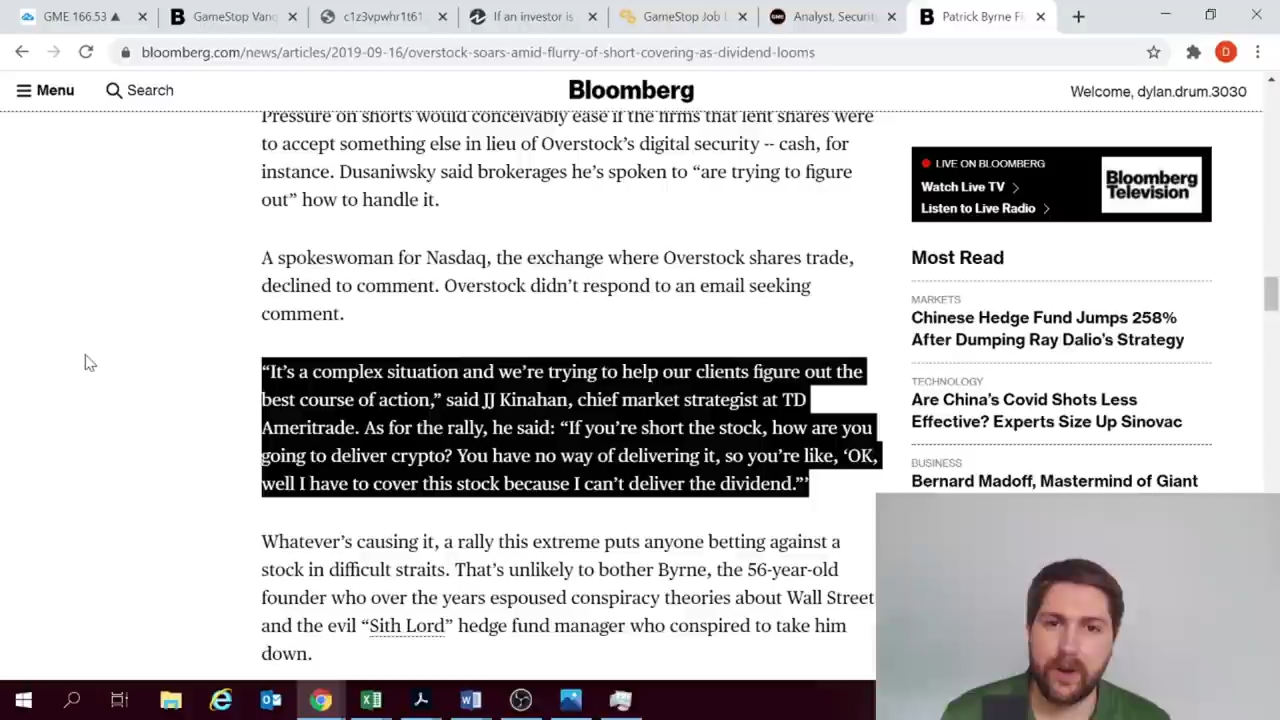 GME 166.53 ▲
GameStop Vanq
c1z3vpwhr1t61
If an investor is
GameStop Job L
Analyst, Securit
Patrick Byrne Fi
bloomberg.com/news/articles/2019-09-16/overstock-soars-amid-flurry-of-short-covering-as-dividend-looms
D
Menu
Search
Bloomberg
Welcome, dylan.drum.3030
Pressure on shorts would conceivably ease if the firms that lent shares were
to accept something else in lieu of Overstock's digital security -- cash, for
instance. Dusaniwsky said brokerages he's spoken to “are trying to figure
out” how to handle it.
A spokeswoman for Nasdaq, the exchange where Overstock shares trade,
declined to comment. Overstock didn't respond to an email seeking
comment.
“It's a complex situation and we're trying to help our clients figure out the
best course of action,” said JJ Kinahan, chief market strategist at TD
Ameritrade. As for the rally, he said: “If you're short the stock, how are you
going to deliver crypto? You have no way of delivering it, so you're like, ‘OK,
well I have to cover this stock because I can't deliver the dividend.”’
Whatever's causing it, a rally this extreme puts anyone betting against a
stock in difficult straits. That's unlikely to bother Byrne, the 56-year-old
founder who over the years espoused conspiracy theories about Wall Street
and the evil “Sith Lord” hedge fund manager who conspired to take him
down.
LIVE ON BLOOMBERG
Watch Live TV
Listen to Live Radio
Bloomberg
Television
Most Read
MARKETS
Chinese Hedge Fund Jumps 258%
After Dumping Ray Dalio's Strategy
TECHNOLOGY
Are China's Covid Shots Less
Effective? Experts Size Up Sinovac
BUSINESS
Bernard Madoff, Mastermind of Giant